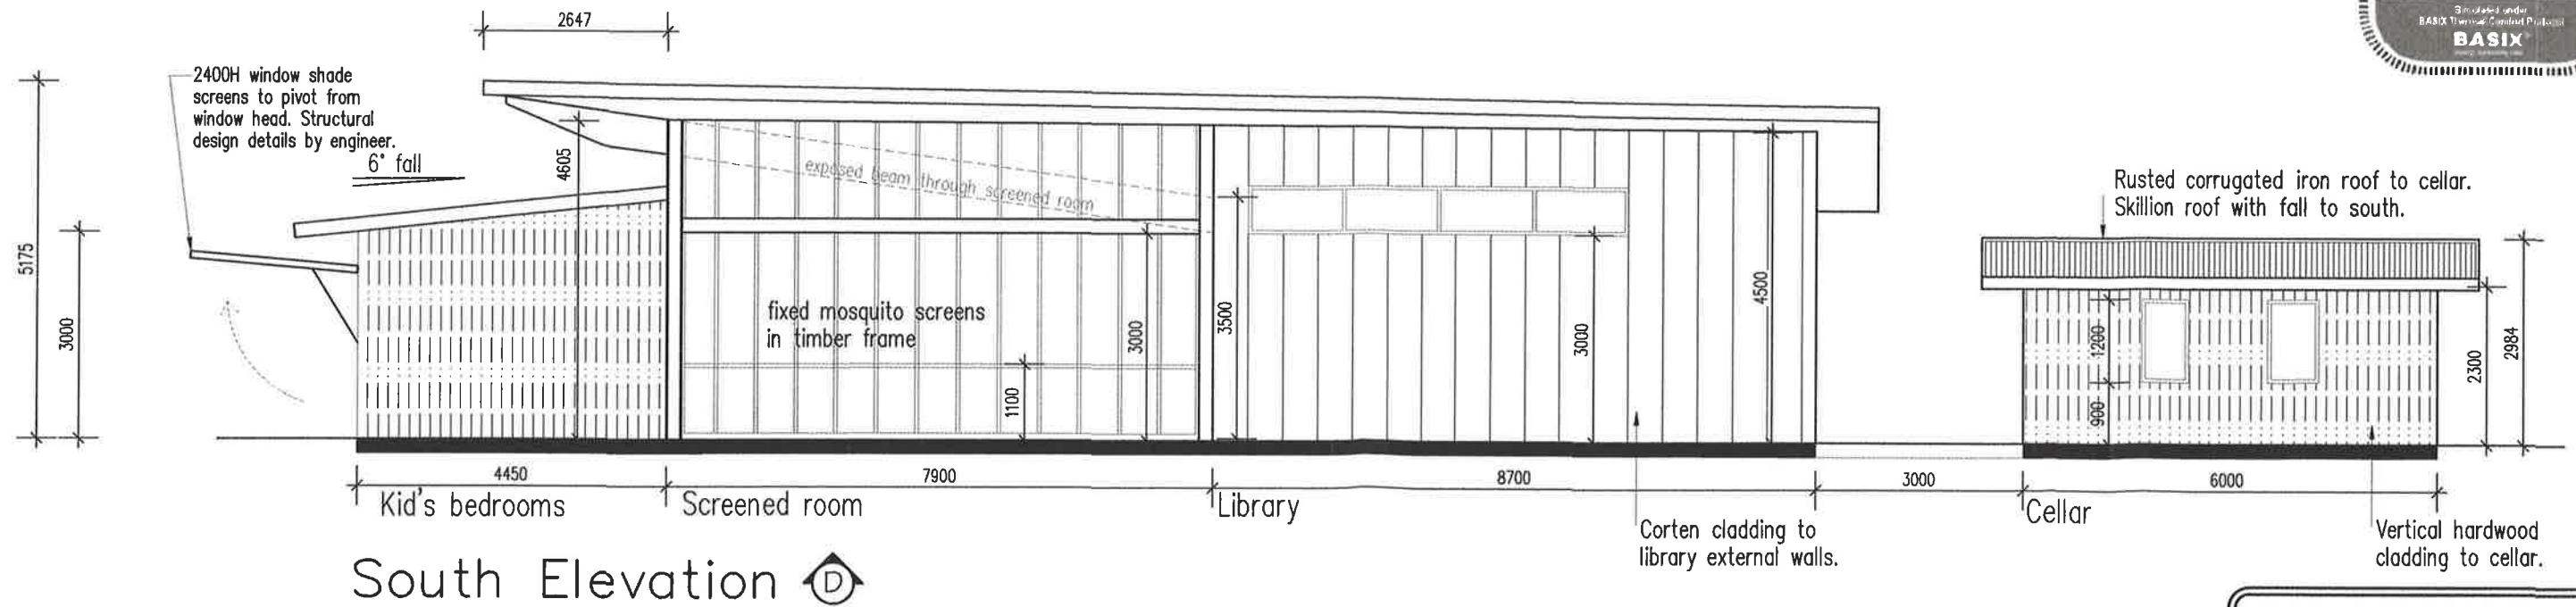 2647
BASIX
2400H window shade
screens to pivot from
window head. Structural
design details by engineer.
6° fall
5175
3000
4605
exposed beam through screened room
fixed mosquito screens
in timber frame
1100
3000
3500
3000
4500
Rusted corrugated iron roof to cellar.
Skillion roof with fall to south.
1200
900
2300
2984
4450
7900
8700
3000
6000
Kid's bedrooms
Screened room
Library
Cellar
Corten cladding to
library external walls.
Vertical hardwood
cladding to cellar.
South Elevation D